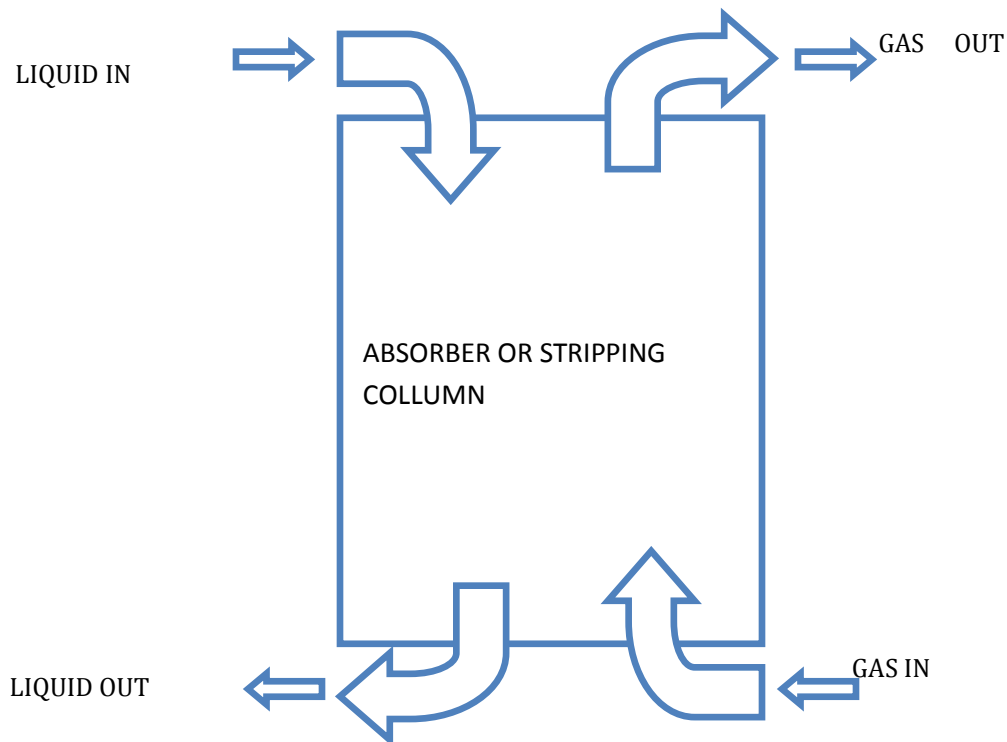 GAS OUT
LIQUID IN
ABSORBER OR STRIPPING
COLLUMN
GAS IN
LIQUID OUT